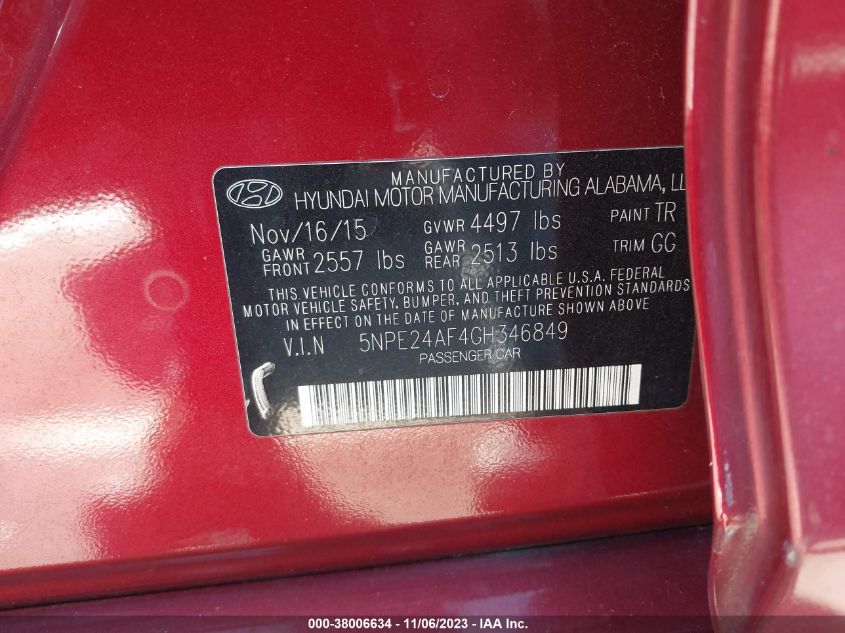 MANUFACTURED BY
HYUNDAI MOTOR MANUFACTURING ALABAMA, LL
Nov/16/15 GVWR 4497 lbs PAINT TR
GAWR FRONT 2557 lbs GAWR REAR 2513 lbs TRIM GG
THIS VEHICLE CONFORMS TO ALL APPLICABLE U.S.A. FEDERAL
MOTOR VEHICLE SAFETY, BUMPER, AND THEFT PREVENTION STANDARDS
IN EFFECT ON THE DATE OF MANUFACTURE SHOWN ABOVE
V.I.N 5NPE24AF4GH346849
PASSENGER CAR
000-38006634 - 11/06/2023 - IAA Inc.